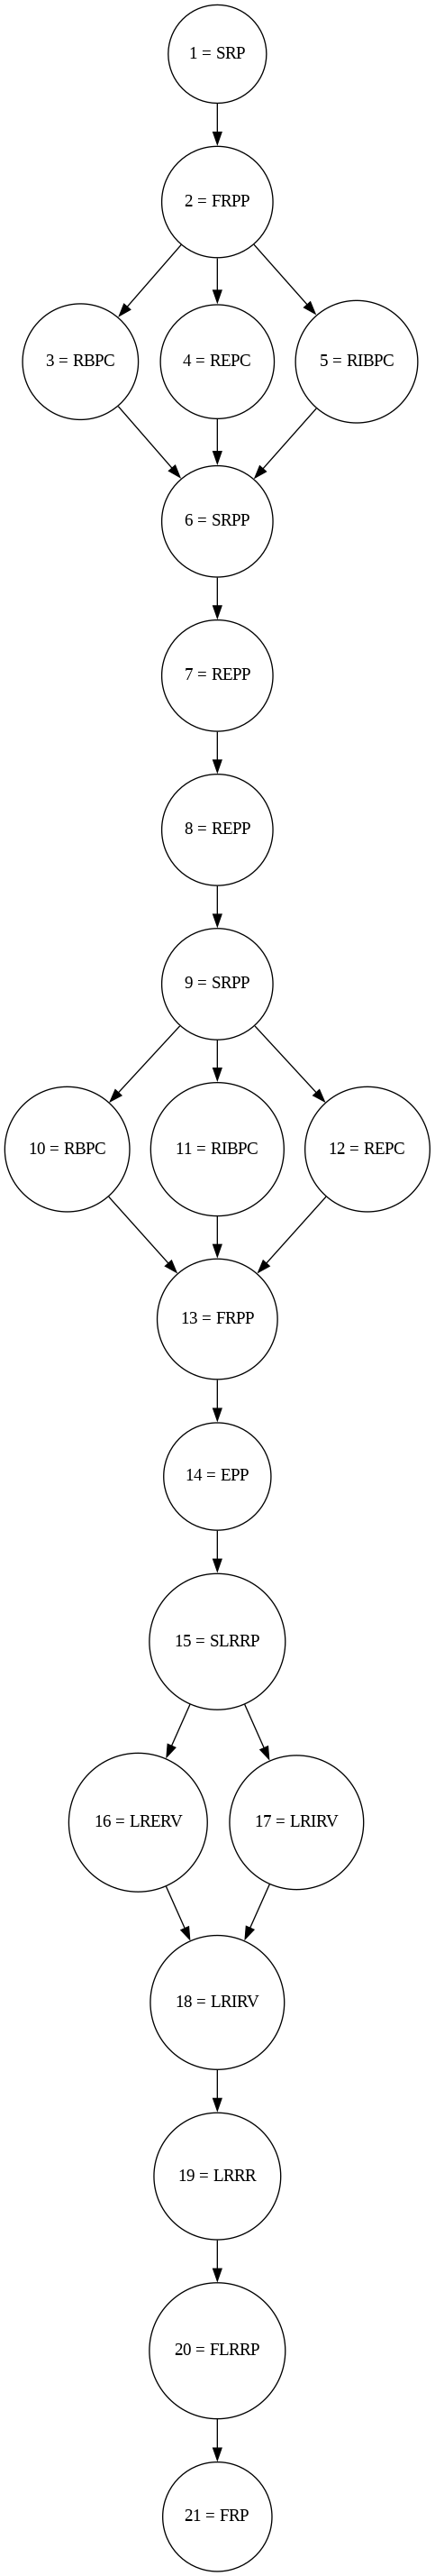 1 = SRP
2 = FRPP
3 = RBPC
4 = REPC
5 = RIBPC
6 = SRPP
7 = REPP
8 = REPP
9 = SRPP
10 = RBPC
11 = RIBPC
12 = REPC
13 = FRPP
14 = EPP
15 = SLRRP
16 = LRERV
17 = LRIRV
18 = LRIRV
19 = LRRR
20 = FLRRP
21 = FRP